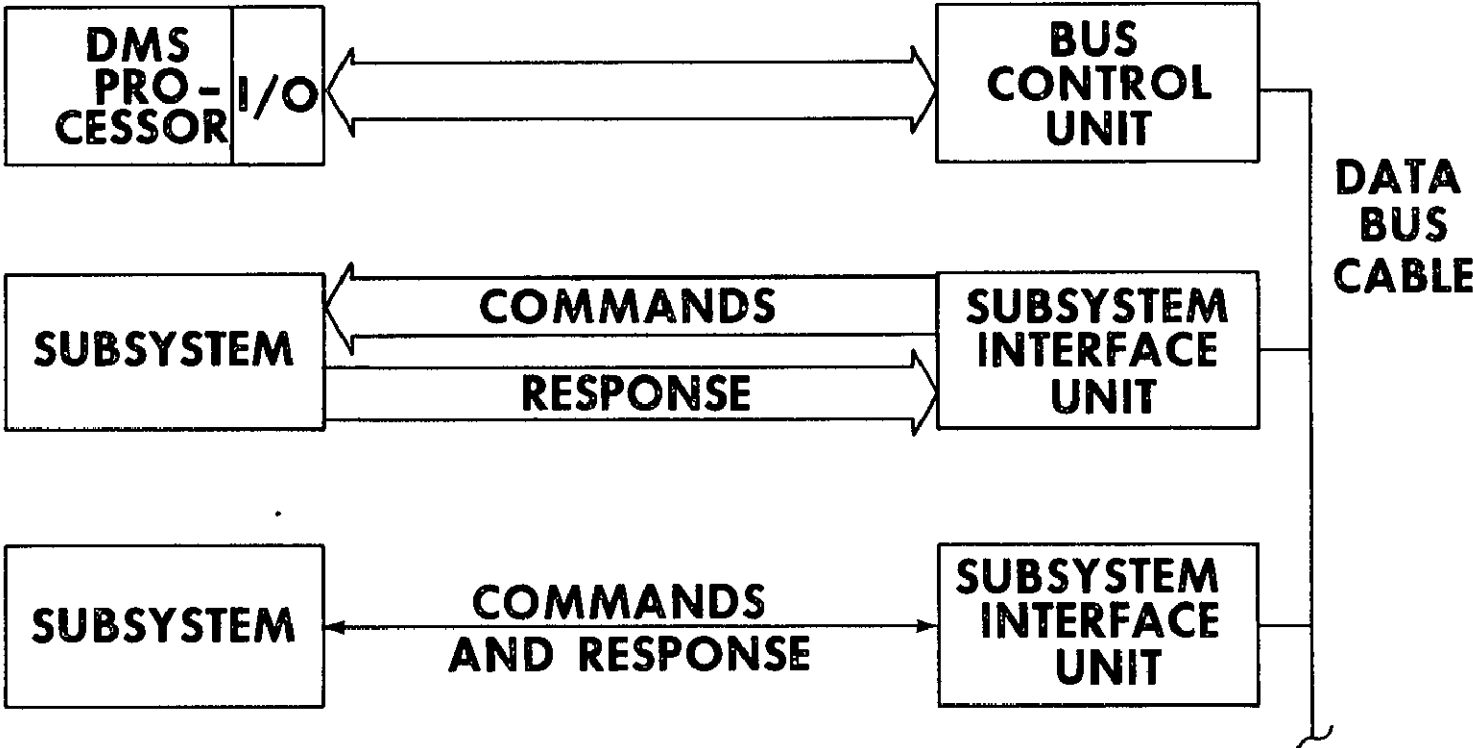 DMS
PRO-
CESSOR
I/O
BUS
CONTROL
UNIT
DATA
BUS
CABLE
SUBSYSTEM
COMMANDS
RESPONSE
SUBSYSTEM
INTERFACE
UNIT
SUBSYSTEM
COMMANDS
AND RESPONSE
SUBSYSTEM
INTERFACE
UNIT